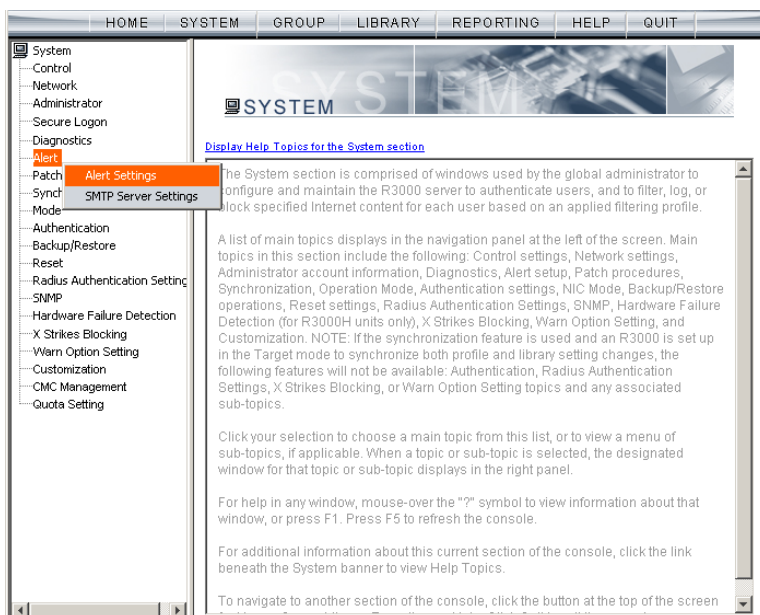 HOME SYSTEM GROUP LIBRARY REPORTING HELP QUIT
System
Control
Network
Administrator
Secure Logon
Diagnostics
Alert
Patch
Synch
Mode
Authentication
Backup/Restore
Reset
Radius Authentication Setting
SNMP
Hardware Failure Detection
X Strikes Blocking
Warn Option Setting
Customization
CMC Management
Quota Setting
Alert Settings
SMTP Server Settings
SYSTEM
SYSTEM
Display Help Topics for the System section
The System section is comprised of windows used by the global administrator to
configure and maintain the R3000 server to authenticate users, and to filter, log, or
block specified Internet content for each user based on an applied filtering profile.
A list of main topics displays in the navigation panel at the left of the screen. Main
topics in this section include the following: Control settings, Network settings,
Administrator account information, Diagnostics, Alert setup, Patch procedures,
Synchronization, Operation Mode, Authentication settings, NIC Mode, Backup/Restore
operations, Reset settings, Radius Authentication Settings, SNMP, Hardware Failure
Detection (for R3000H units only), X Strikes Blocking, Warn Option Setting, and
Customization. NOTE: If the synchronization feature is used and an R3000 is set up
in the Target mode to synchronize both profile and library setting changes, the
following features will not be available: Authentication, Radius Authentication
Settings, X Strikes Blocking, or Warn Option Setting topics and any associated
sub-topics.
Click your selection to choose a main topic from this list, or to view a menu of
sub-topics, if applicable. When a topic or sub-topic is selected, the designated
window for that topic or sub-topic displays in the right panel.
For help in any window, mouse-over the "?" symbol to view information about that
window, or press F1. Press F5 to refresh the console.
For additional information about this current section of the console, click the link
beneath the System banner to view Help Topics.
To navigate to another section of the console, click the button at the top of the screen